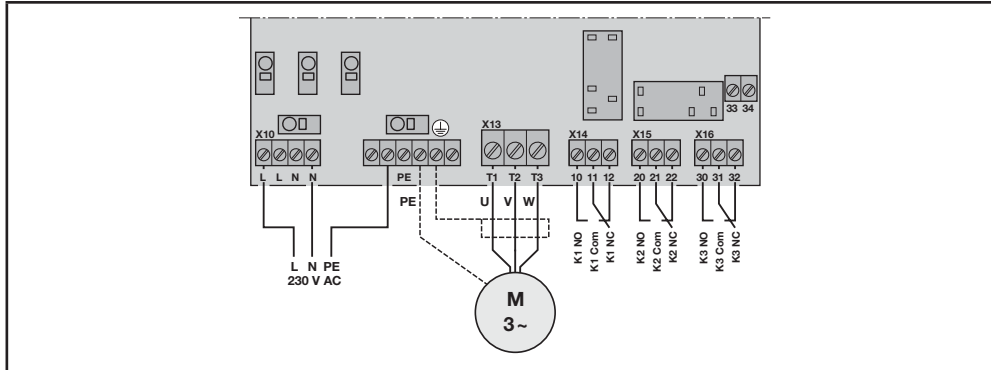 33 34
X10 X13 X14 X15 X16
L L N N PE T1 T2 T3 10 11 12 20 21 22 30 31 32
PE U V W
K1 NO
K1 Com
K1 NC
K2 NO
K2 Com
K2 NC
K3 NO
K3 Com
K3 NC
L N PE
230 V AC
M
3~